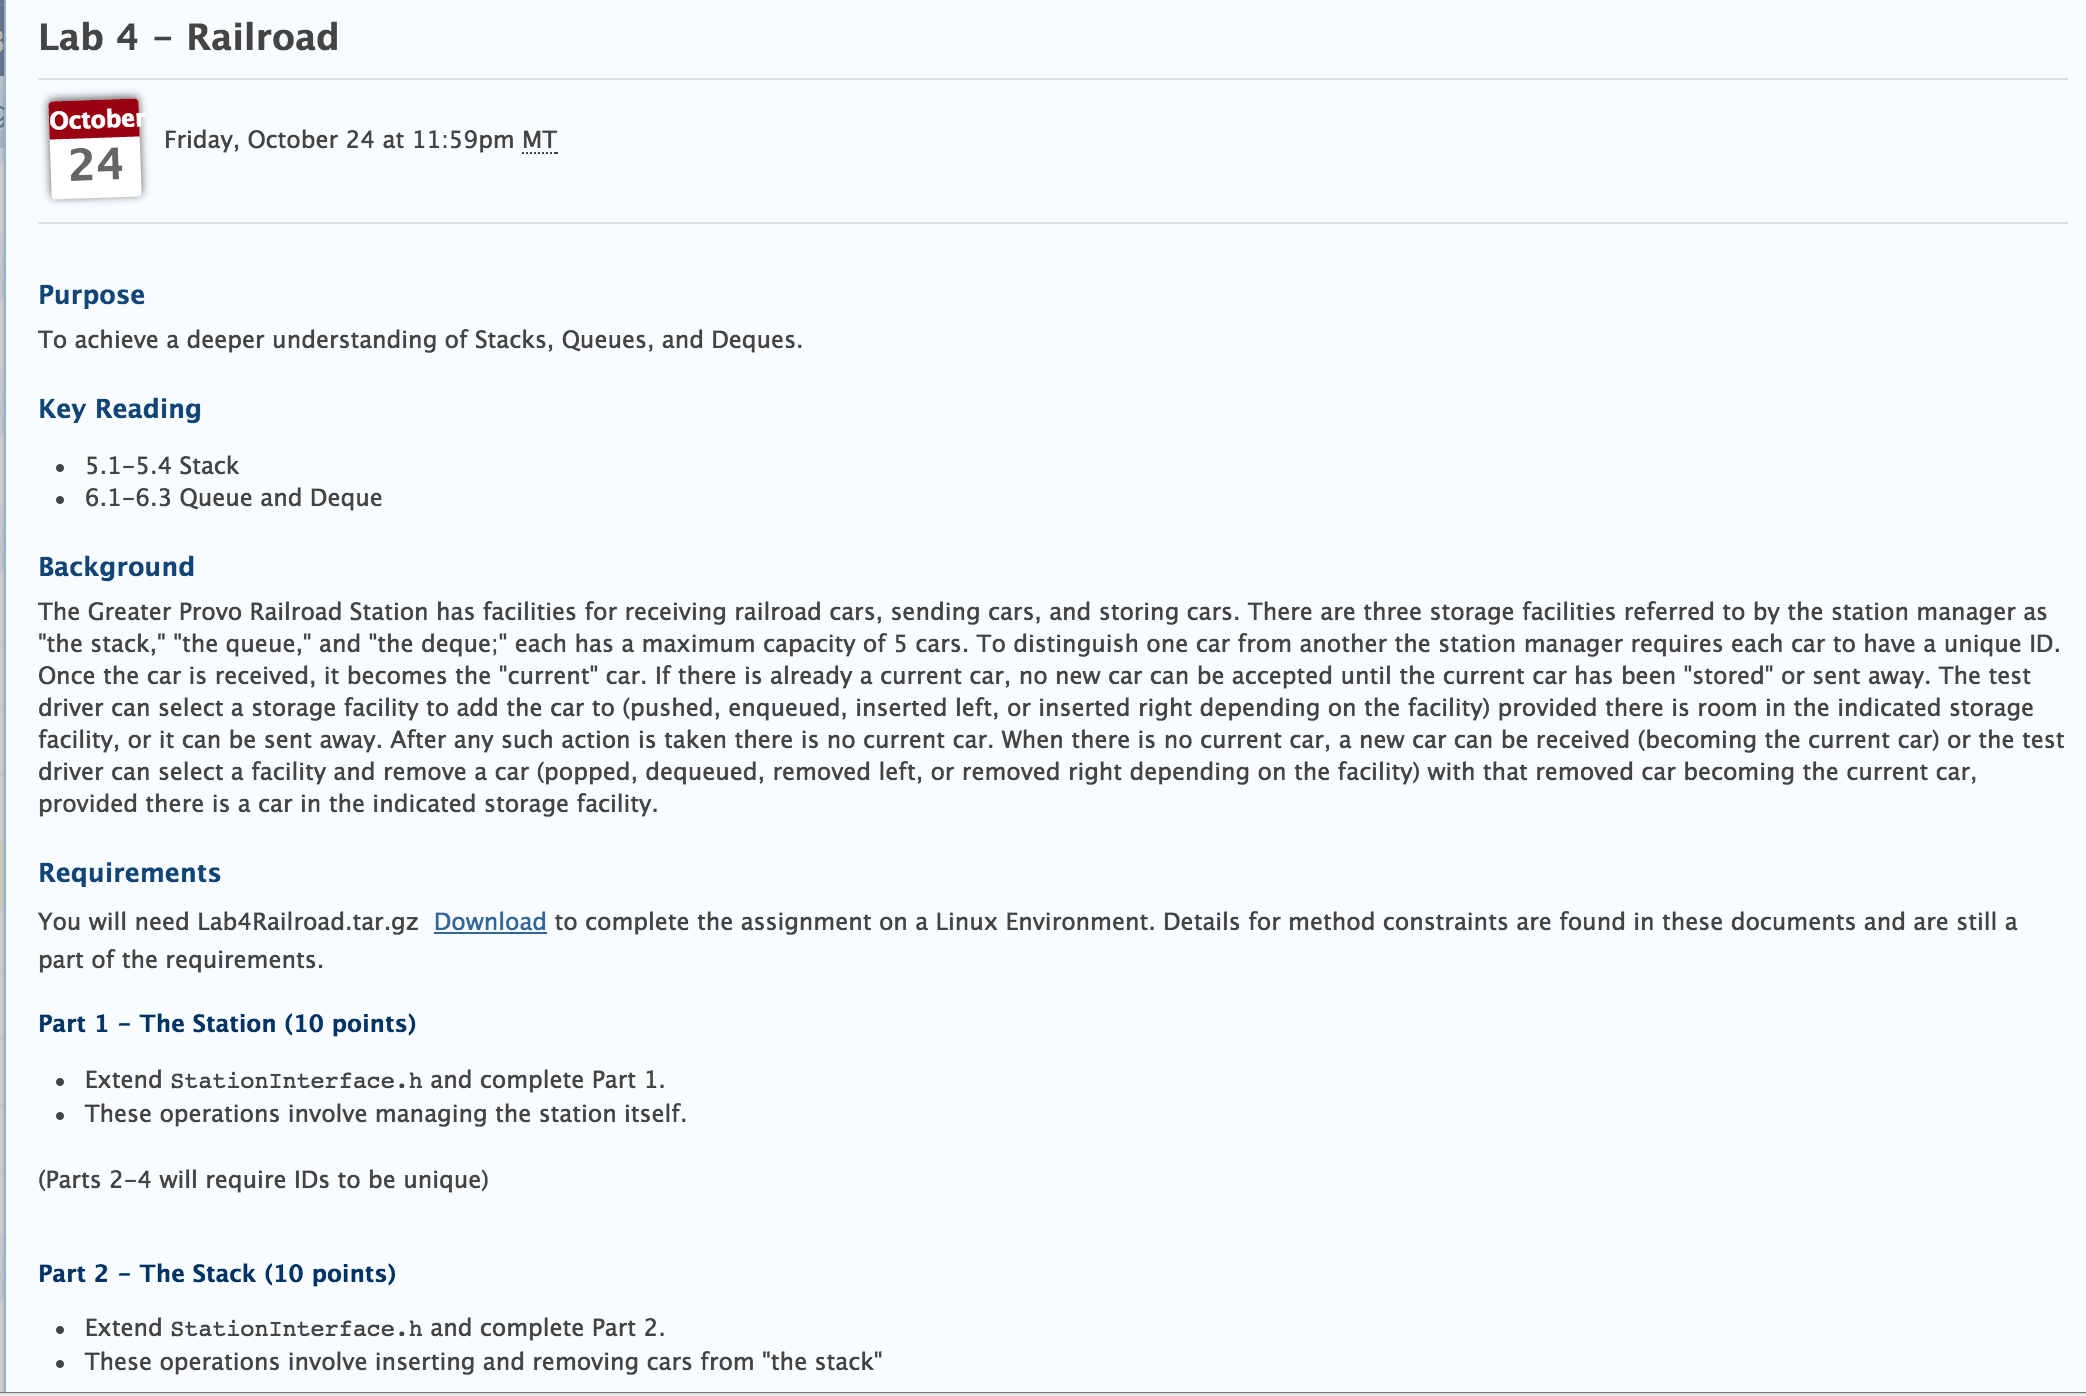 Lab 4 – Railroad
October
24
Friday, October 24 at 11:59pm MT
Purpose
To achieve a deeper understanding of Stacks, Queues, and Deques.
Key Reading
• 5.1–5.4 Stack
• 6.1–6.3 Queue and Deque
Background
The Greater Provo Railroad Station has facilities for receiving railroad cars, sending cars, and storing cars. There are three storage facilities referred to by the station manager as
"the stack," "the queue," and "the deque;" each has a maximum capacity of 5 cars. To distinguish one car from another the station manager requires each car to have a unique ID.
Once the car is received, it becomes the "current" car. If there is already a current car, no new car can be accepted until the current car has been "stored" or sent away. The test
driver can select a storage facility to add the car to (pushed, enqueued, inserted left, or inserted right depending on the facility) provided there is room in the indicated storage
facility, or it can be sent away. After any such action is taken there is no current car. When there is no current car, a new car can be received (becoming the current car) or the test
driver can select a facility and remove a car (popped, dequeued, removed left, or removed right depending on the facility) with that removed car becoming the current car,
provided there is a car in the indicated storage facility.
Requirements
You will need Lab4Railroad.tar.gz Download to complete the assignment on a Linux Environment. Details for method constraints are found in these documents and are still a
part of the requirements.
Part 1 – The Station (10 points)
• Extend StationInterface.h and complete Part 1.
• These operations involve managing the station itself.
(Parts 2–4 will require IDs to be unique)
Part 2 – The Stack (10 points)
• Extend StationInterface.h and complete Part 2.
• These operations involve inserting and removing cars from "the stack"